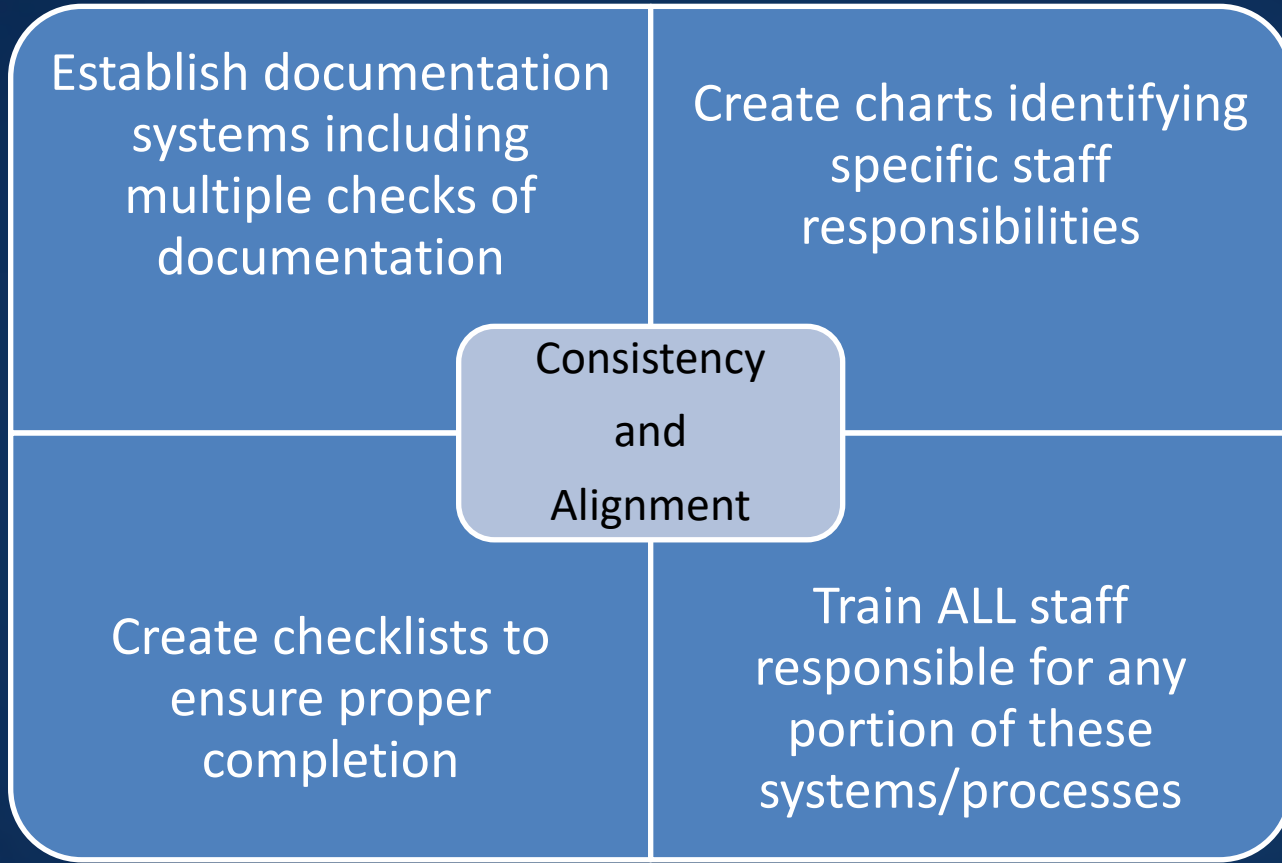 Establish documentation
systems including
multiple checks of
documentation
Create charts identifying
specific staff
responsibilities
Consistency
and
Alignment
Create checklists to
ensure proper
completion
Train ALL staff
responsible for any
portion of these
systems/processes